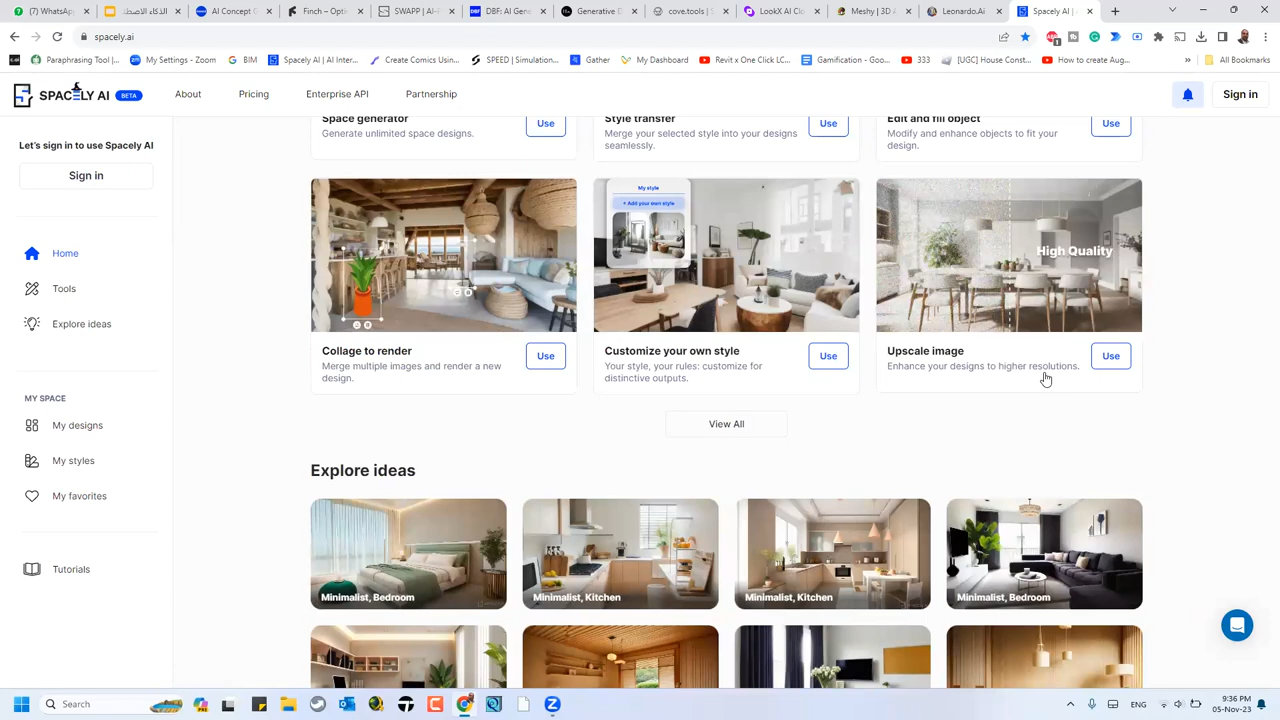 (7) WhatsApp
الذكاء الاصط
AI Concept C
Finch – Optim
SWAPP | AI-P
DBF: AI Gene
Generative D
cove.tools | S
LookX AI Cl
Meshy | 3D A
Leonardo.Ai
Spacely AI | A
spacely.ai
Paraphrasing Tool |...
My Settings - Zoom
BIM
Spacely AI | AI Inter...
Create Comics Usin...
SPEED | Simulation...
Gather
My Dashboard
Revit x One Click LC...
Gamification - Goo...
333
[UGC] House Const...
How to create Aug...
All Bookmarks
SPACELY AI BETA
About
Pricing
Enterprise API
Partnership
Sign in
Let's sign in to use Spacely AI
Sign in
Home
Tools
Explore ideas
MY SPACE
My designs
My styles
My favorites
Tutorials
Space generator
Generate unlimited space designs.
Use
Style transfer
Merge your selected style into your designs
seamlessly.
Use
Edit and fill object
Modify and enhance objects to fit your
design.
Use
My style
+ Add your own style
High Quality
Collage to render
Merge multiple images and render a new
design.
Use
Customize your own style
Your style, your rules: customize for
distinctive outputs.
Use
Upscale image
Enhance your designs to higher resolutions.
Use
View All
Explore ideas
Minimalist, Bedroom
Minimalist, Kitchen
Minimalist, Kitchen
Minimalist, Bedroom
Search
ENG
9:36 PM
05-Nov-23